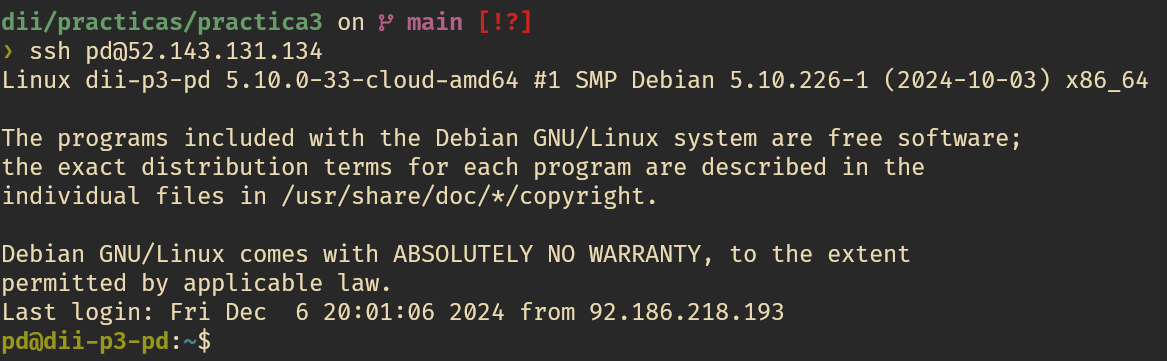 dii/practicas/practica3 on main [!?]
❯ ssh pd@52.143.131.134
Linux dii-p3-pd 5.10.0-33-cloud-amd64 #1 SMP Debian 5.10.226-1 (2024-10-03) x86_64
The programs included with the Debian GNU/Linux system are free software;
the exact distribution terms for each program are described in the
individual files in /usr/share/doc/*/copyright.
Debian GNU/Linux comes with ABSOLUTELY NO WARRANTY, to the extent
permitted by applicable law.
Last login: Fri Dec  6 20:01:06 2024 from 92.186.218.193
pd@dii-p3-pd:~$